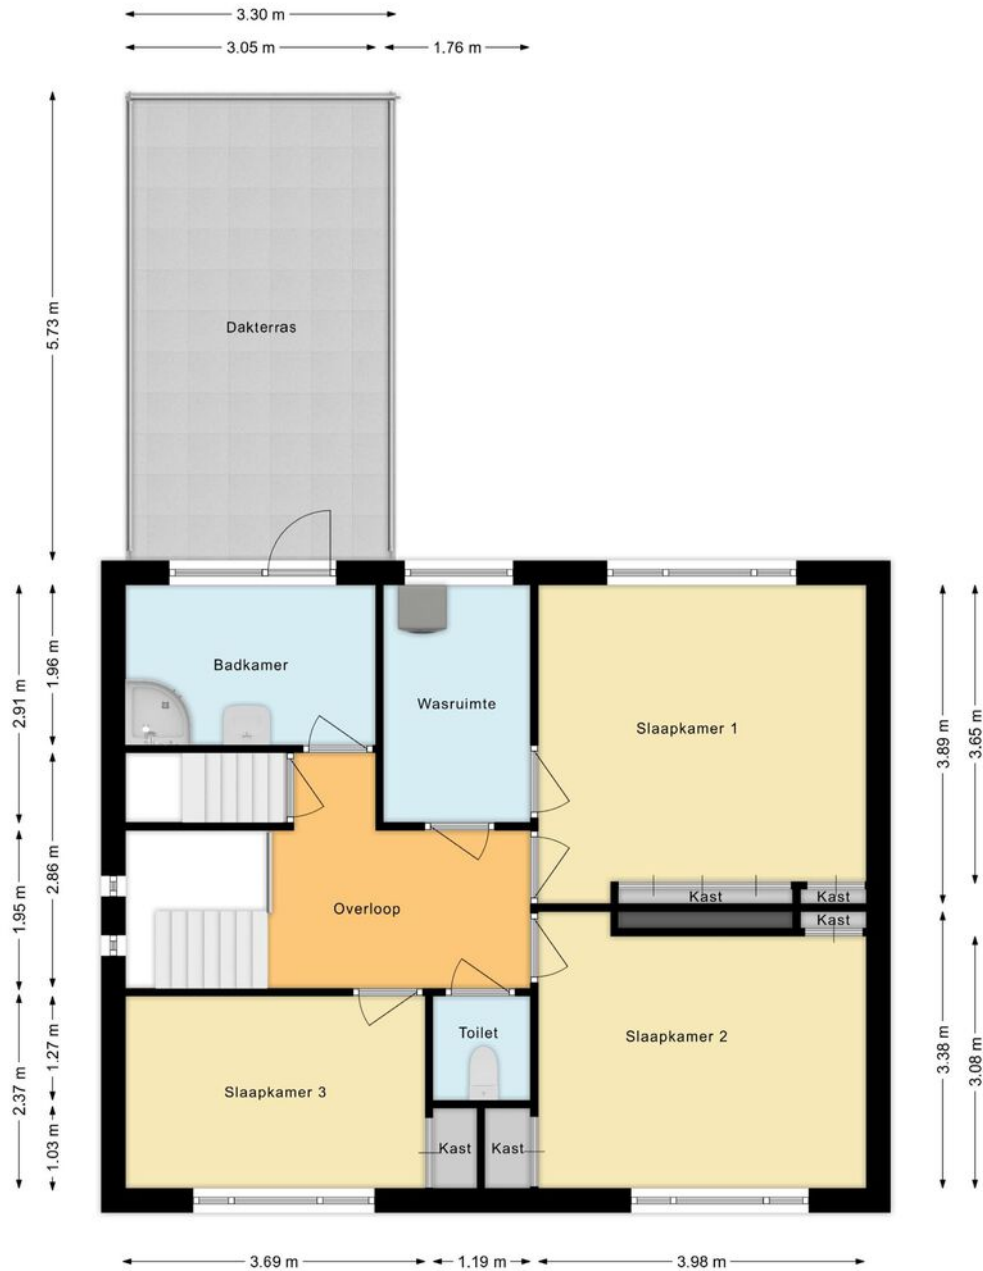 3.30 m
3.05 m
1.76 m
5.73 m
Dakterras
2.91 m
1.96 m
Badkamer
Wasruimte
Slaapkamer 1
3.89 m
3.65 m
2.86 m
1.95 m
Kast
Kast
Kast
Overloop
2.37 m
1.27 m
1.03 m
Toilet
Slaapkamer 2
Slaapkamer 3
3.38 m
3.08 m
Kast
Kast
3.69 m
1.19 m
3.98 m